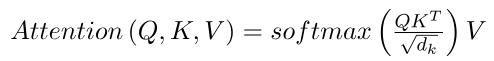 Attention (Q, K, V) = softmax (QK^T / √d_k) V